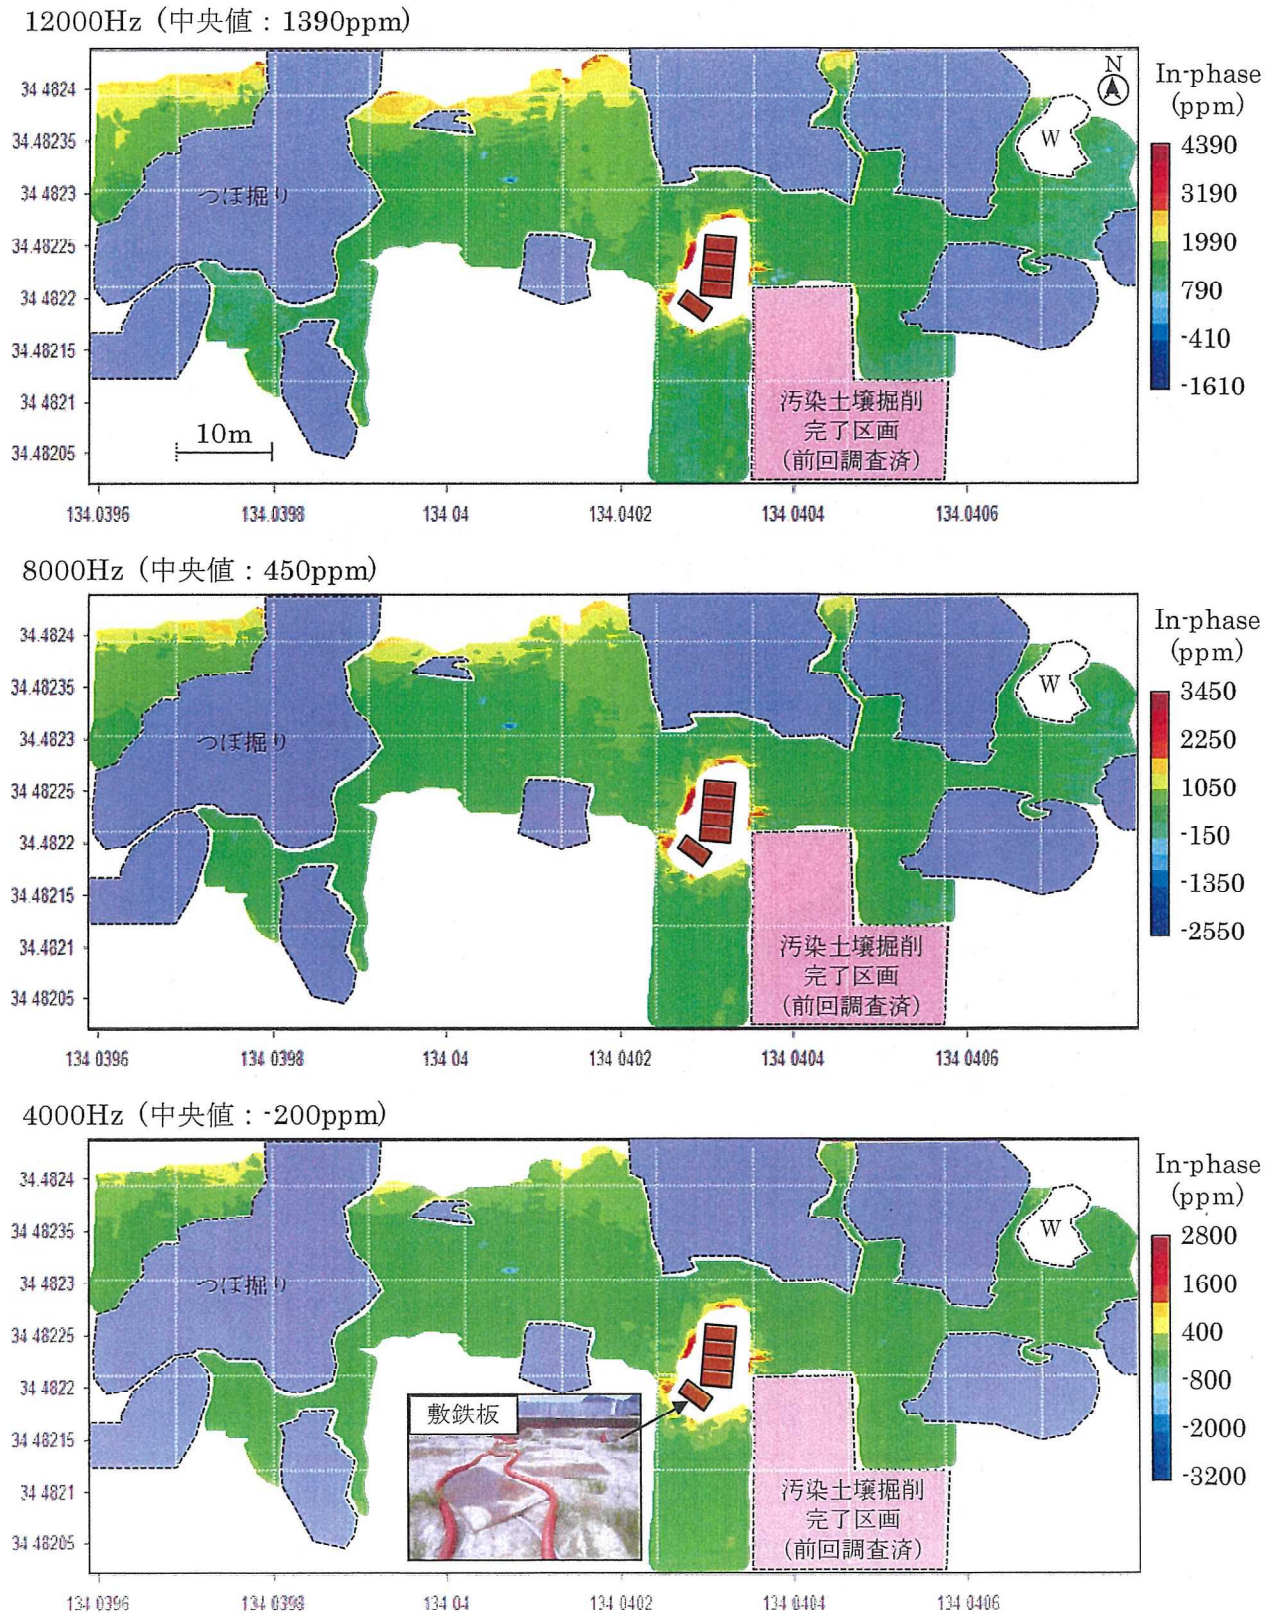 12000Hz (中央値：1390ppm)
N
In-phase
(ppm)
34 4824
34.48235
34 4823
34.48225
34 4822
34.48215
34 4821
34 48205
つぼ掘り
W
4390
3190
1990
790
-410
-1610
汚染土壌掘削
完了区画
(前回調査済)
10m
134.0396
134.0398
134 04
134.0402
134 0404
134.0406
8000Hz (中央値：450ppm)
In-phase
(ppm)
34 4824
34 48235
34 4823
34 48225
34 4822
34 48215
34 4821
34 48205
つぼ掘り
W
3450
2250
1050
-150
-1350
-2550
汚染土壌掘削
完了区画
(前回調査済)
134 0396
134 0398
134 04
134 0402
134 0404
134 0406
4000Hz (中央値：-200ppm)
In-phase
(ppm)
34 4824
34 48235
34 4823
34 48225
34 4822
34 48215
34 4821
34 48205
つぼ掘り
W
2800
1600
400
-800
-2000
-3200
敷鉄板
汚染土壌掘削
完了区画
(前回調査済)
134 0396
134 0398
134 04
134 0402
134 0404
134 0406